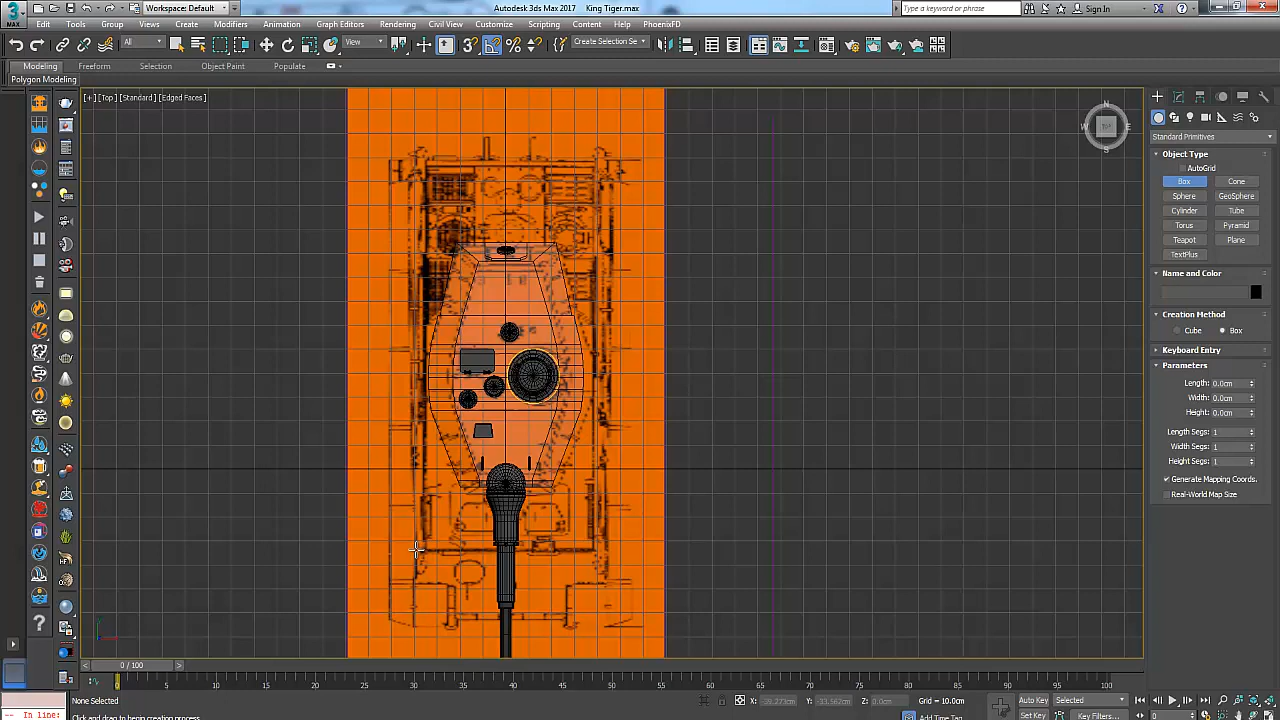 Autodesk 3ds Max 2017 King Tiger.max
Workspace: Default
Type a keyword or phrase
Sign In
MAX
Edit Tools Group Views Create Modifiers Animation Graph Editors Rendering Civil View Customize Scripting Content Help PhoenixFD
All
View
Create Selection Se
Modeling Freeform Selection Object Paint Populate
Polygon Modeling
[+] [Top] [Standard] [Edged Faces]
N
W
E
S
TOP
Standard Primitives
Object Type
AutoGrid
Box Cone
Sphere GeoSphere
Cylinder Tube
Torus Pyramid
Teapot Plane
TextPlus
Name and Color
Creation Method
Cube Box
Keyboard Entry
Parameters
Length: 0.0cm
Width: 0.0cm
Height: 0.0cm
Length Segs: 1
Width Segs: 1
Height Segs: 1
Generate Mapping Coords.
Real-World Map Size
0 / 100
0 5 10 15 20 25 30 35 40 45 50 55 60 65 70 75 80 85 90 95 100
None Selected
Z: 0.0cm
Grid = 10.0cm
Auto Key
Selected
-- In line:
Click and drag to begin creation process
Add Time Tag
Set Key
Key Filters...